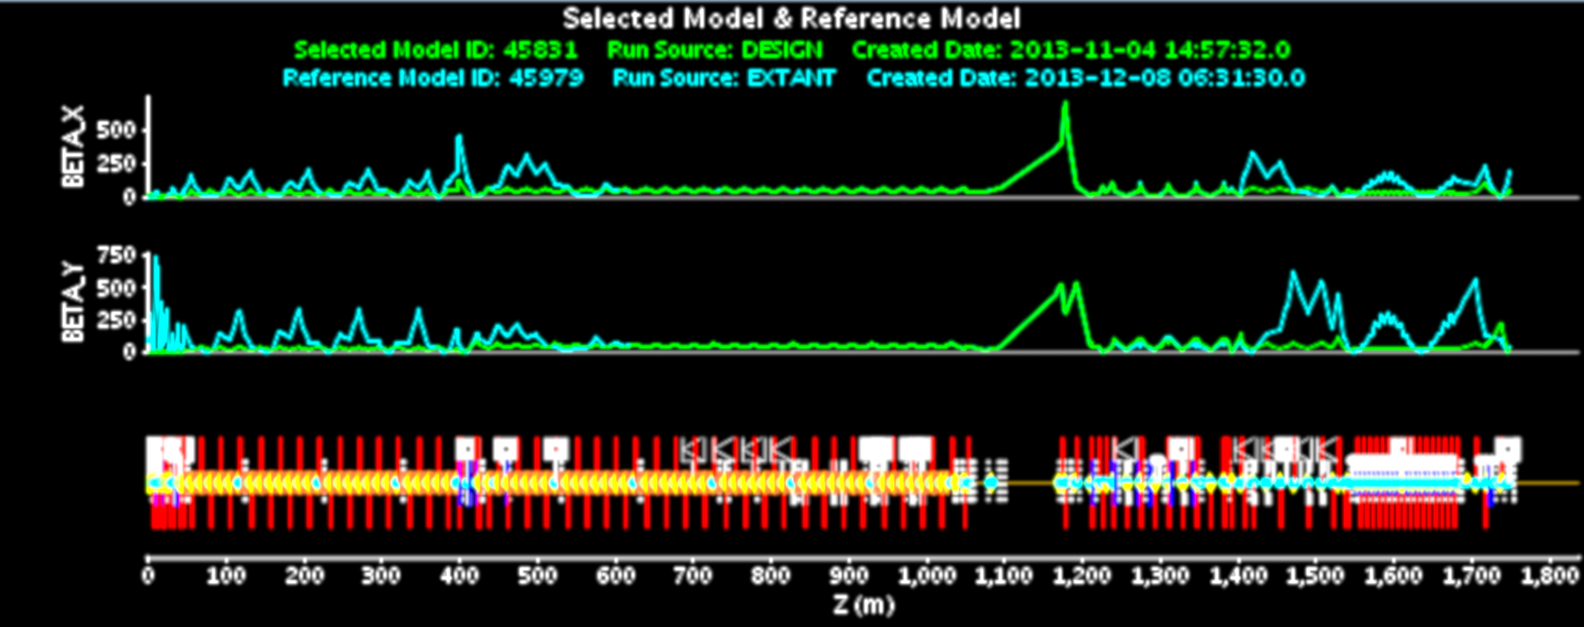 Selected Model & Reference Model
Selected Model ID: 45831 Run Source: DESIGN Created Date: 2013-11-04 14:57:32.0
Reference Model ID: 45979 Run Source: EXTANT Created Date: 2013-12-08 06:31:30.0
BETA_X
500
250
0
BETA_Y
750
500
250
0
0 100 200 300 400 500 600 700 800 900 1,000 1,100 1,200 1,300 1,400 1,500 1,600 1,700 1,800
Z (m)